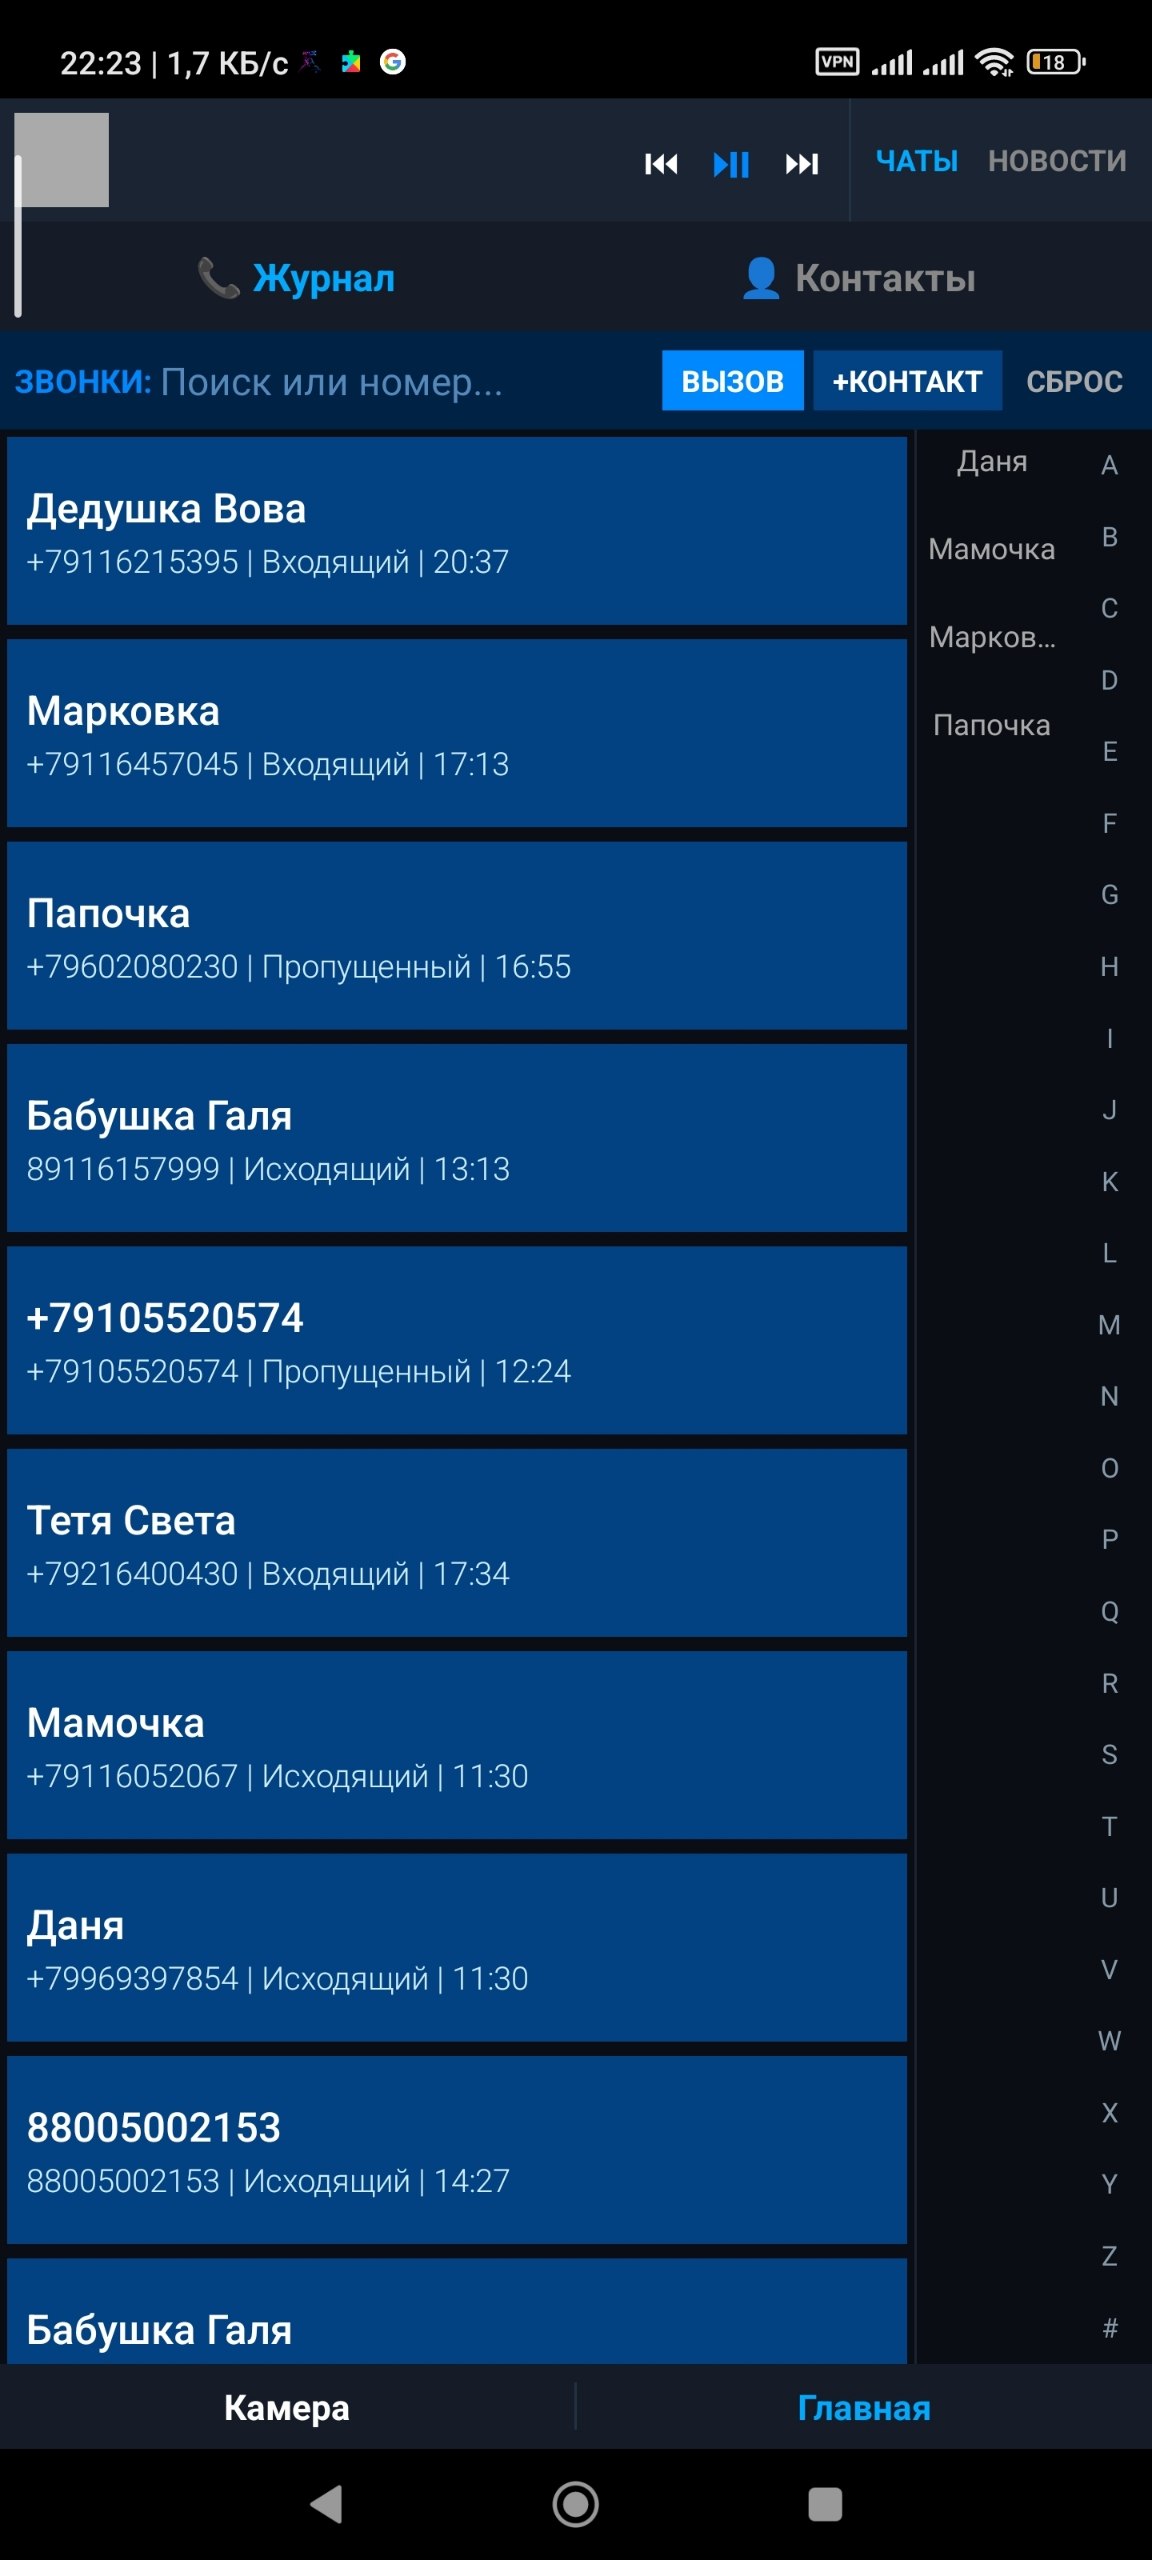 22:23 | 1,7 КБ/с
VPN
18
ЧАТЫ НОВОСТИ
Журнал
Контакты
ЗВОНКИ: Поиск или номер...
ВЫЗОВ
+КОНТАКТ
СБРОС
Дедушка Вова
+79116215395 | Входящий | 20:37
Марковка
+79116457045 | Входящий | 17:13
Папочка
+79602080230 | Пропущенный | 16:55
Бабушка Галя
89116157999 | Исходящий | 13:13
+79105520574
+79105520574 | Пропущенный | 12:24
Тетя Света
+79216400430 | Входящий | 17:34
Мамочка
+79116052067 | Исходящий | 11:30
Даня
+79969397854 | Исходящий | 11:30
88005002153
88005002153 | Исходящий | 14:27
Бабушка Галя
Даня
Мамочка
Марков...
Папочка
A
B
C
D
E
F
G
H
I
J
K
L
M
N
O
P
Q
R
S
T
U
V
W
X
Y
Z
#
Камера
Главная